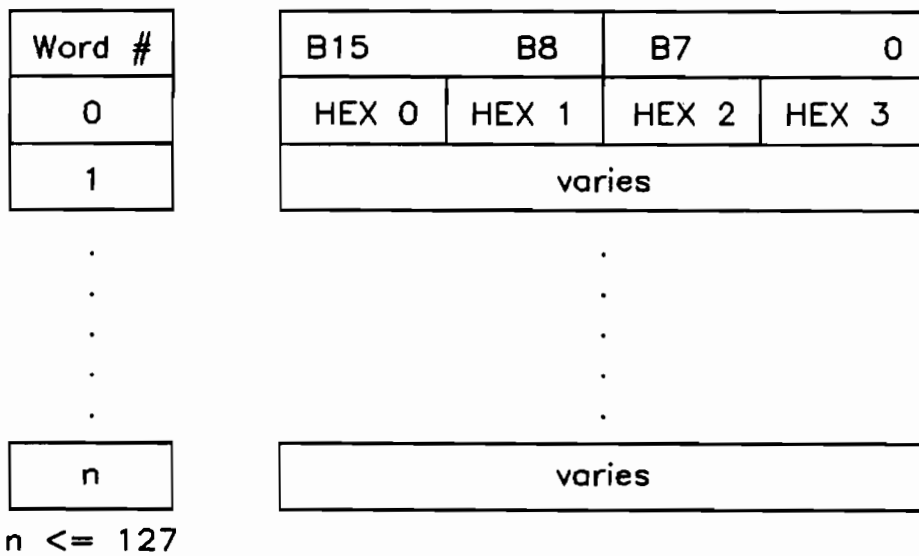 Word # B15 B8 B7 0
0 HEX 0 HEX 1 HEX 2 HEX 3
1 varies
n varies
n <= 127